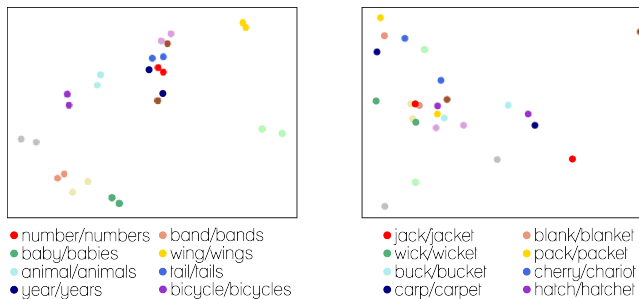 number/numbers band/bands
baby/babies wing/wings
animal/animals tail/tails
year/years bicycle/bicycles
jack/jacket blank/blanket
wick/wicket pack/packet
buck/bucket cherry/chariot
carp/carpet hatch/hatchet